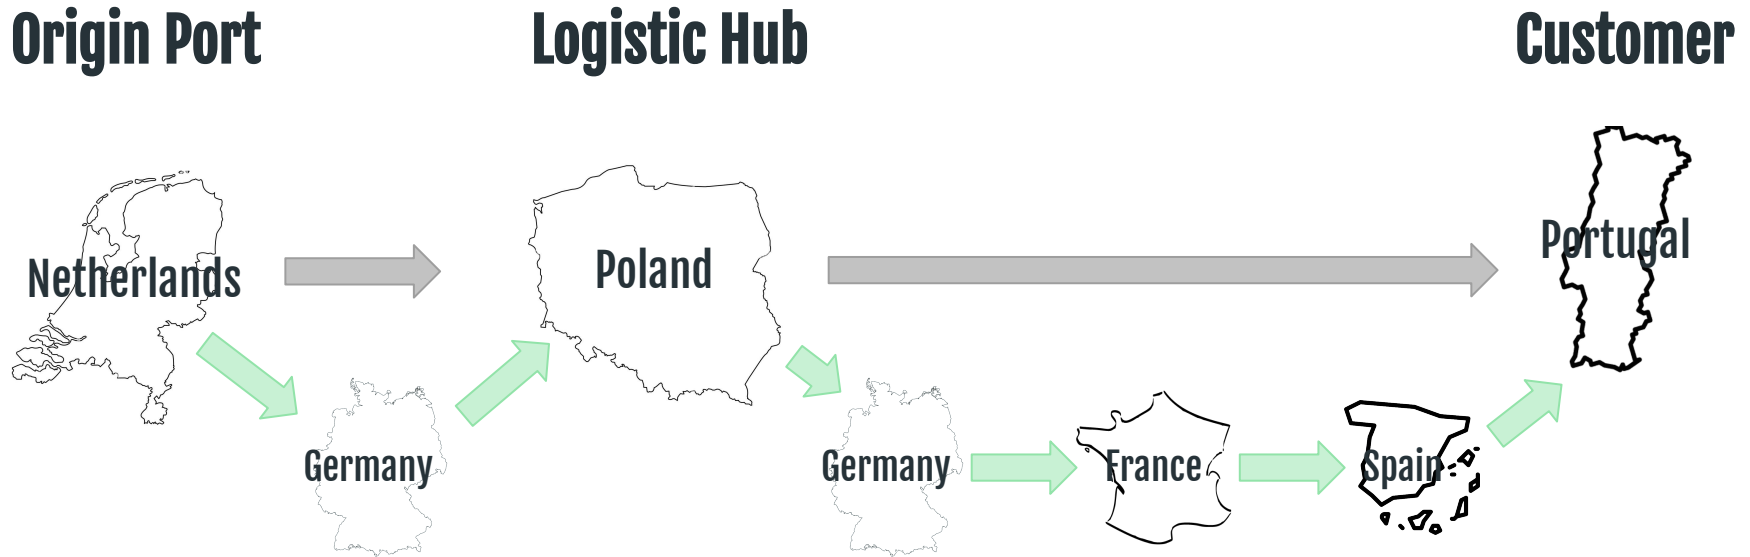 Origin Port
Logistic Hub
Customer
Netherlands
Poland
Portugal
Germany
Germany
France
Spain